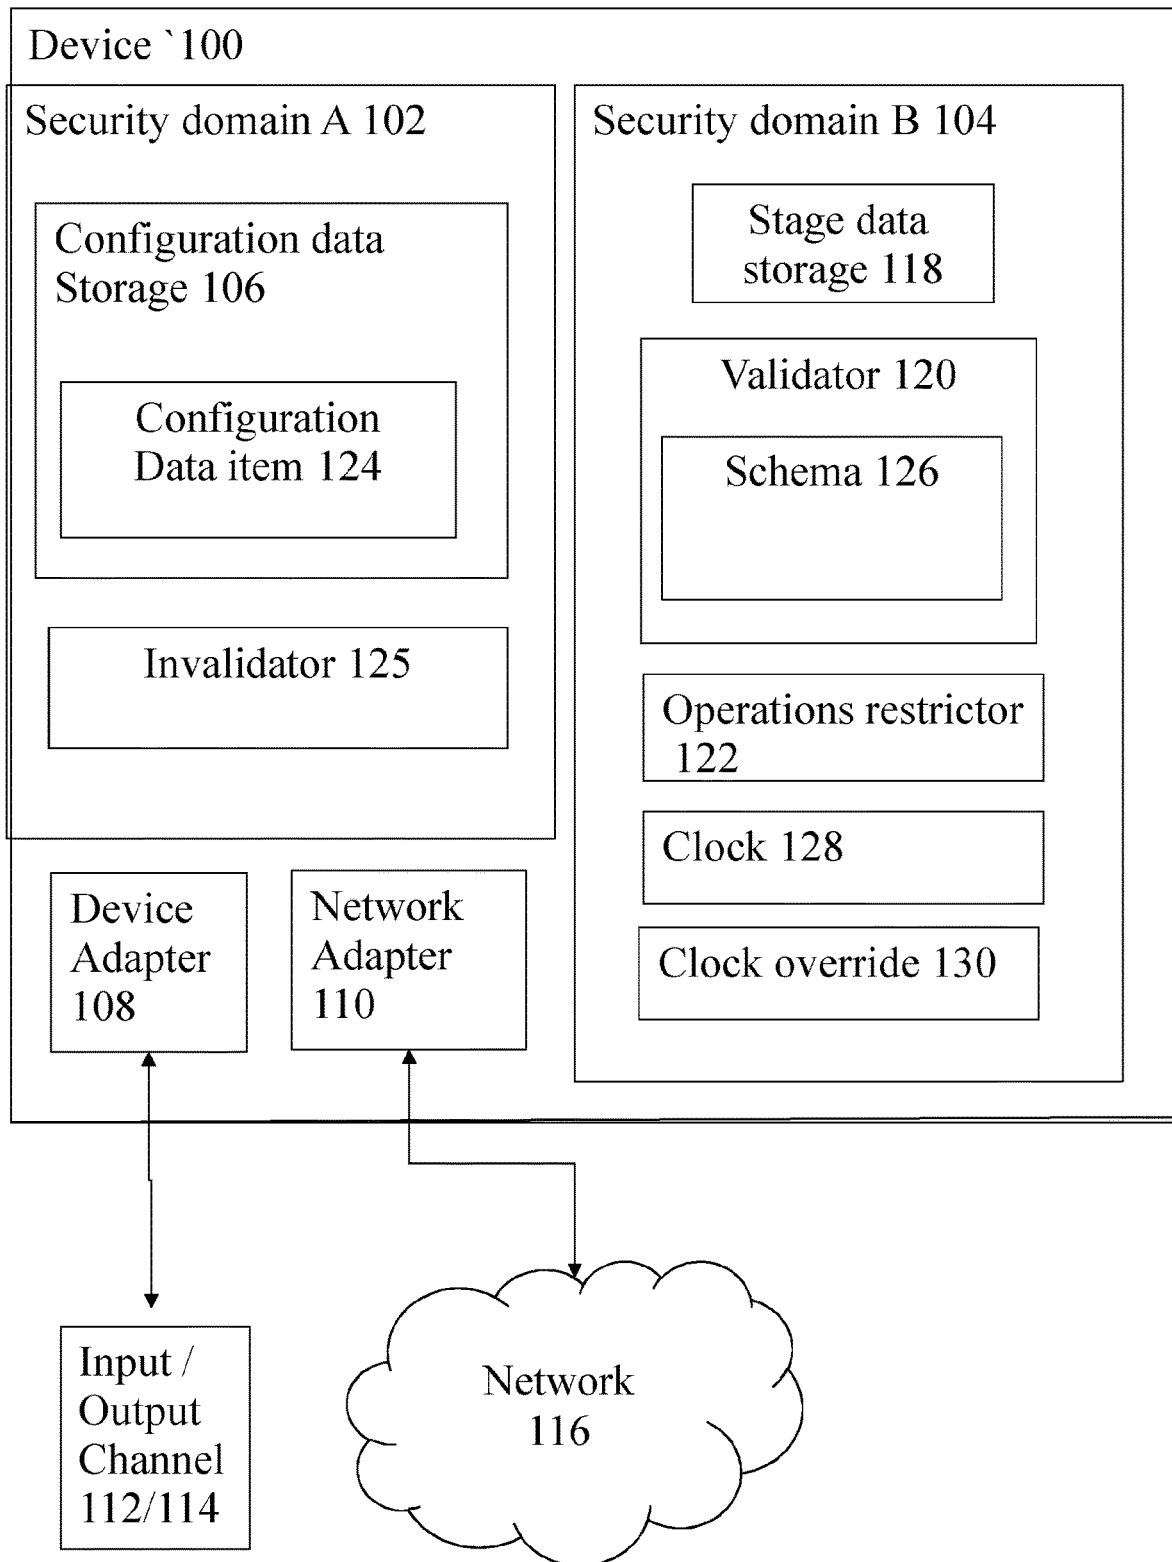 Device `100
Security domain A 102
Configuration data
Storage 106
Configuration
Data item 124
Invalidator 125
Security domain B 104
Stage data
storage 118
Validator 120
Schema 126
Operations restrictor
122
Clock 128
Clock override 130
Device
Adapter
108
Network
Adapter
110
Input /
Output
Channel
112/114
Network
116